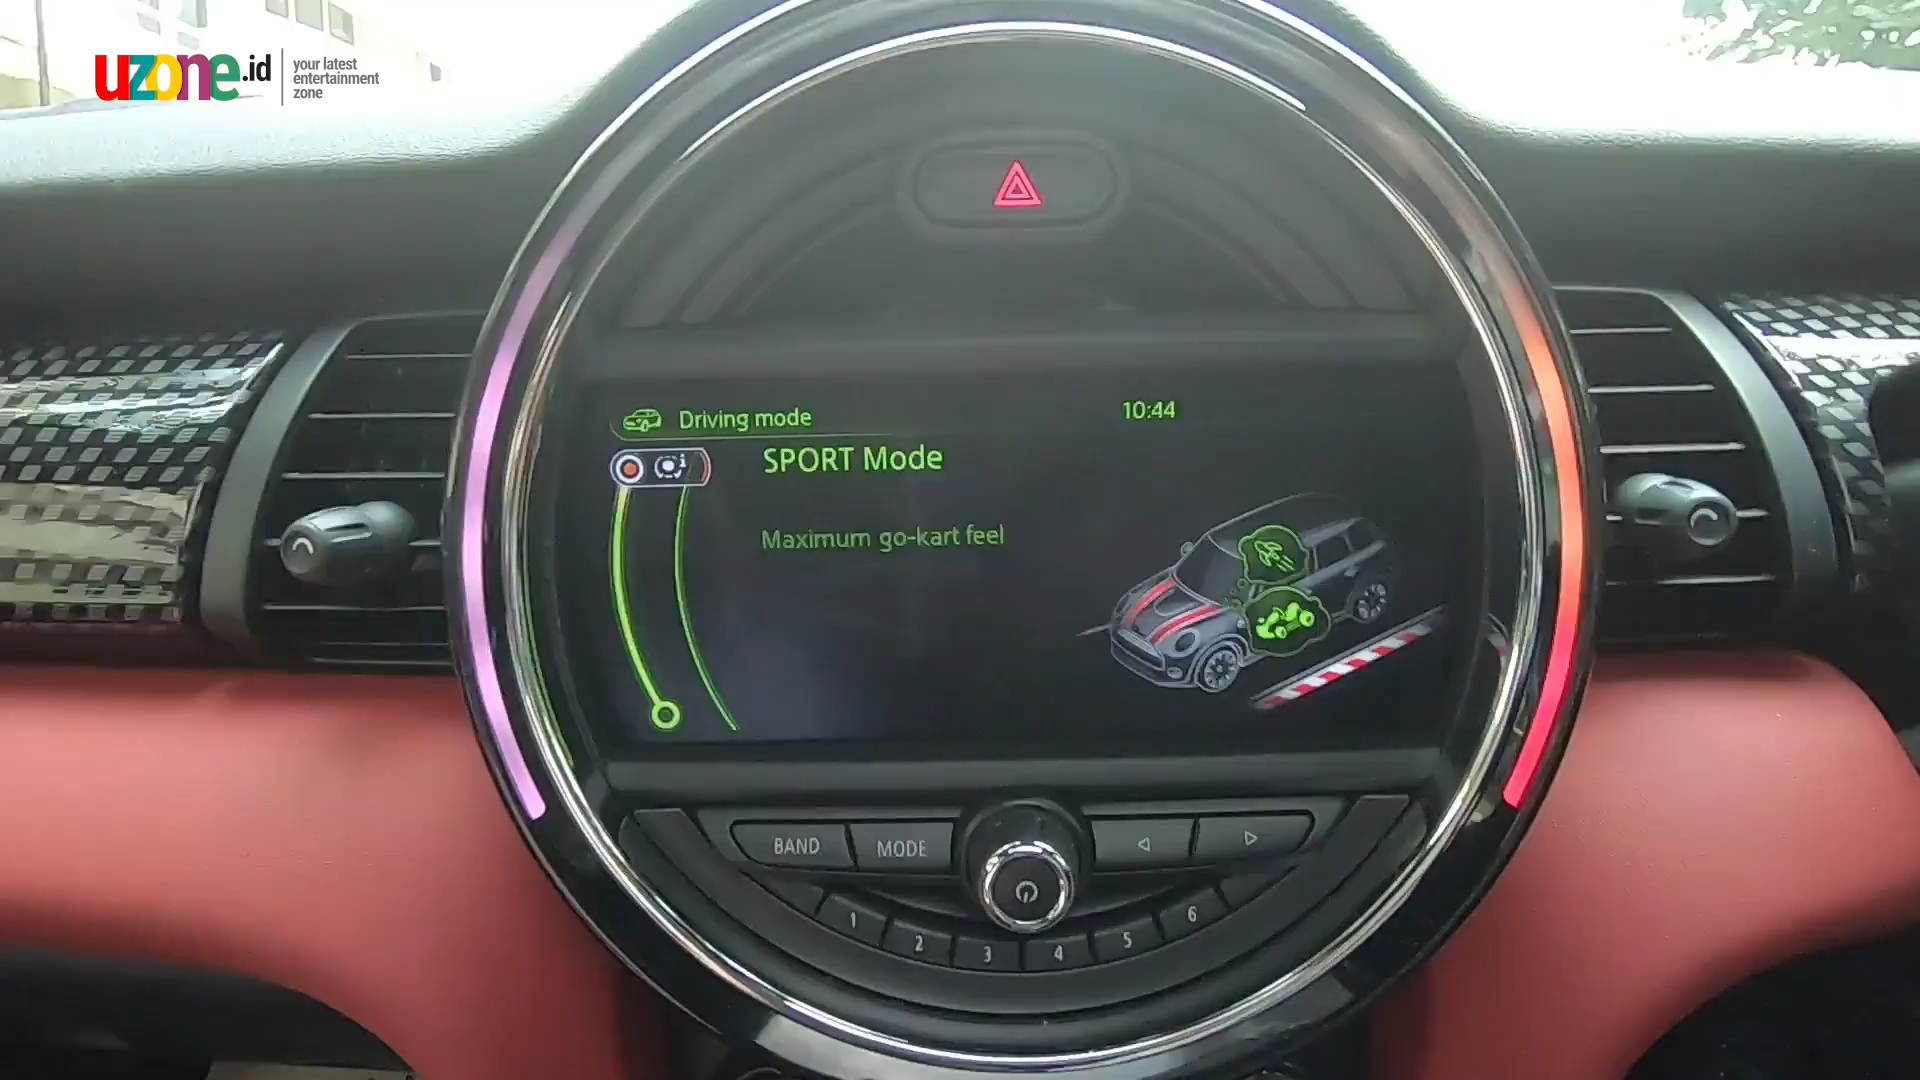 uzone.id
your latest
entertainment
zone
Driving mode
10:44
SPORT Mode
Maximum go-kart feel
BAND
MODE
1
2
3
4
5
6